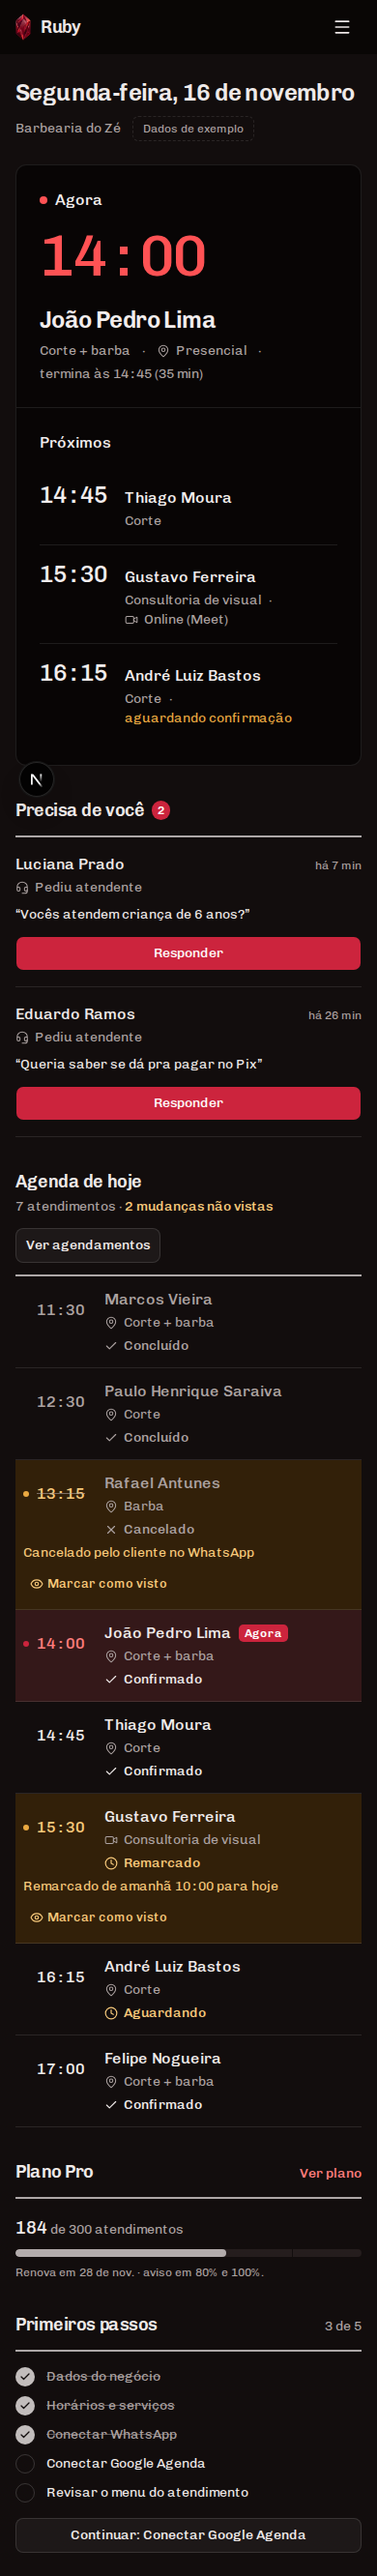 Ruby
Segunda-feira, 16 de novembro
Barbearia do Zé
Dados de exemplo
Agora
14:00
João Pedro Lima
Corte + barba · Presencial ·
termina às 14:45 (35 min)
Próximos
14:45 Thiago Moura
Corte
15:30 Gustavo Ferreira
Consultoria de visual ·
Online (Meet)
16:15 André Luiz Bastos
Corte ·
aguardando confirmação
N
Precisa de você 2
Luciana Prado há 7 min
Pediu atendente
“Vocês atendem criança de 6 anos?”
Responder
Eduardo Ramos há 26 min
Pediu atendente
“Queria saber se dá pra pagar no Pix”
Responder
Agenda de hoje
7 atendimentos · 2 mudanças não vistas
Ver agendamentos
11:30 Marcos Vieira
Corte + barba
Concluído
12:30 Paulo Henrique Saraiva
Corte
Concluído
13:15 Rafael Antunes
Barba
Cancelado
Cancelado pelo cliente no WhatsApp
Marcar como visto
14:00 João Pedro Lima Agora
Corte + barba
Confirmado
14:45 Thiago Moura
Corte
Confirmado
15:30 Gustavo Ferreira
Consultoria de visual
Remarcado
Remarcado de amanhã 10:00 para hoje
Marcar como visto
16:15 André Luiz Bastos
Corte
Aguardando
17:00 Felipe Nogueira
Corte + barba
Confirmado
Plano Pro Ver plano
184 de 300 atendimentos
Renova em 28 de nov. · aviso em 80% e 100%.
Primeiros passos 3 de 5
Dados do negócio
Horários e serviços
Conectar WhatsApp
Conectar Google Agenda
Revisar o menu do atendimento
Continuar: Conectar Google Agenda